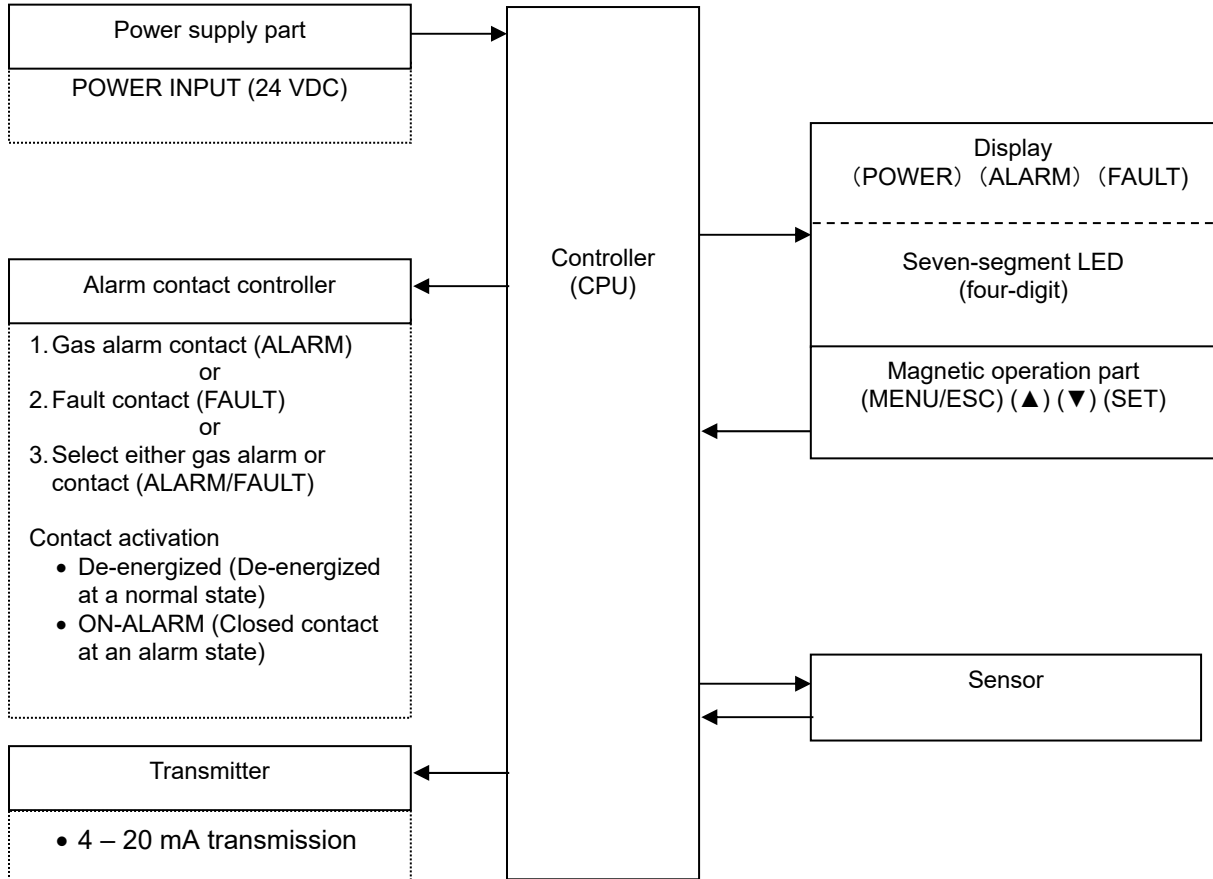 Power supply part
POWER INPUT (24 VDC)
Alarm contact controller
1. Gas alarm contact (ALARM)
or
2. Fault contact (FAULT)
or
3. Select either gas alarm or
contact (ALARM/FAULT)
Contact activation
• De-energized (De-energized
at a normal state)
• ON-ALARM (Closed contact
at an alarm state)
Transmitter
• 4 – 20 mA transmission
Controller
(CPU)
Display
（POWER）（ALARM）（FAULT)
Seven-segment LED
(four-digit)
Magnetic operation part
(MENU/ESC) (▲) (▼) (SET)
Sensor